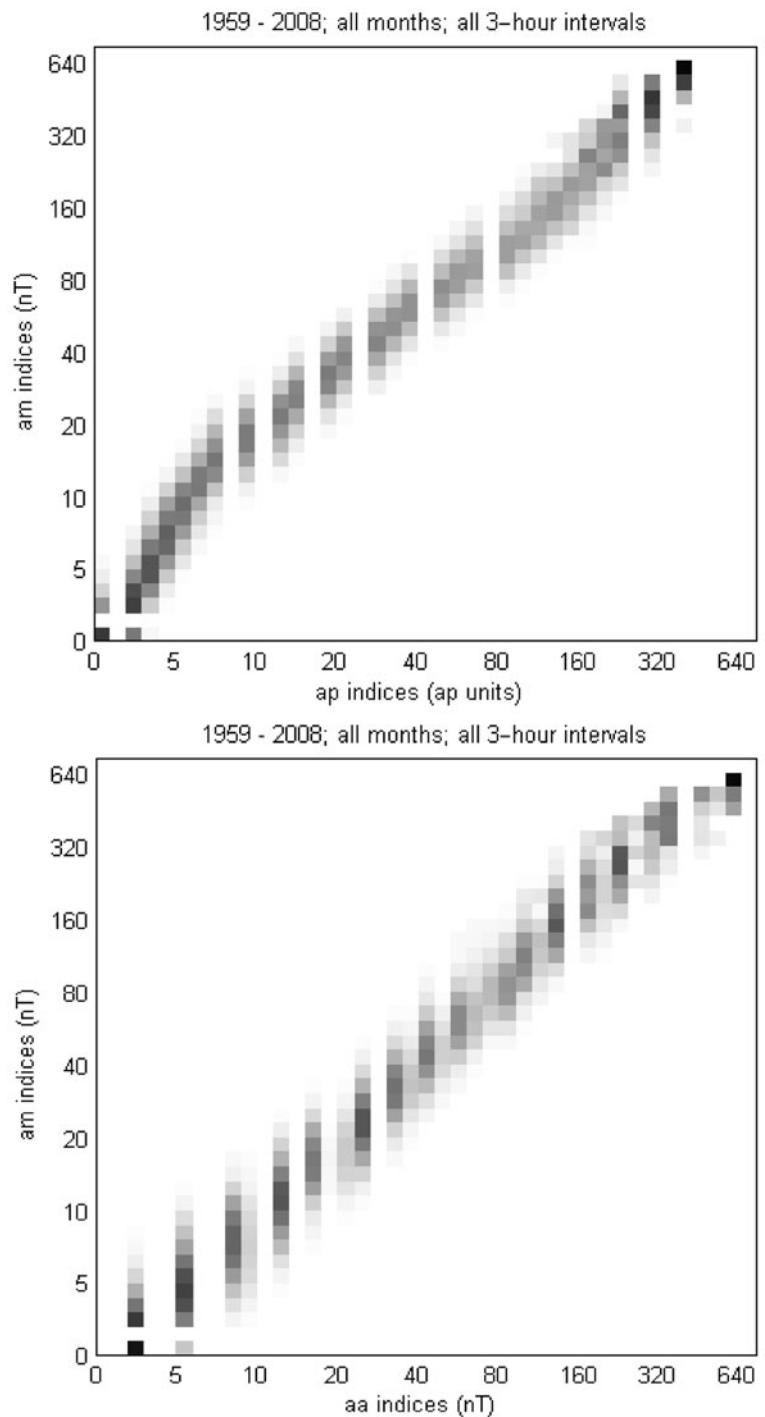 1959 - 2008; all months; all 3-hour intervals
640
320
160
80
40
20
10
5
0
am indices (nT)
0 5 10 20 40 80 160 320 640
ap indices (ap units)
1959 - 2008; all months; all 3-hour intervals
640
320
160
80
40
20
10
5
0
am indices (nT)
0 5 10 20 40 80 160 320 640
aa indices (nT)